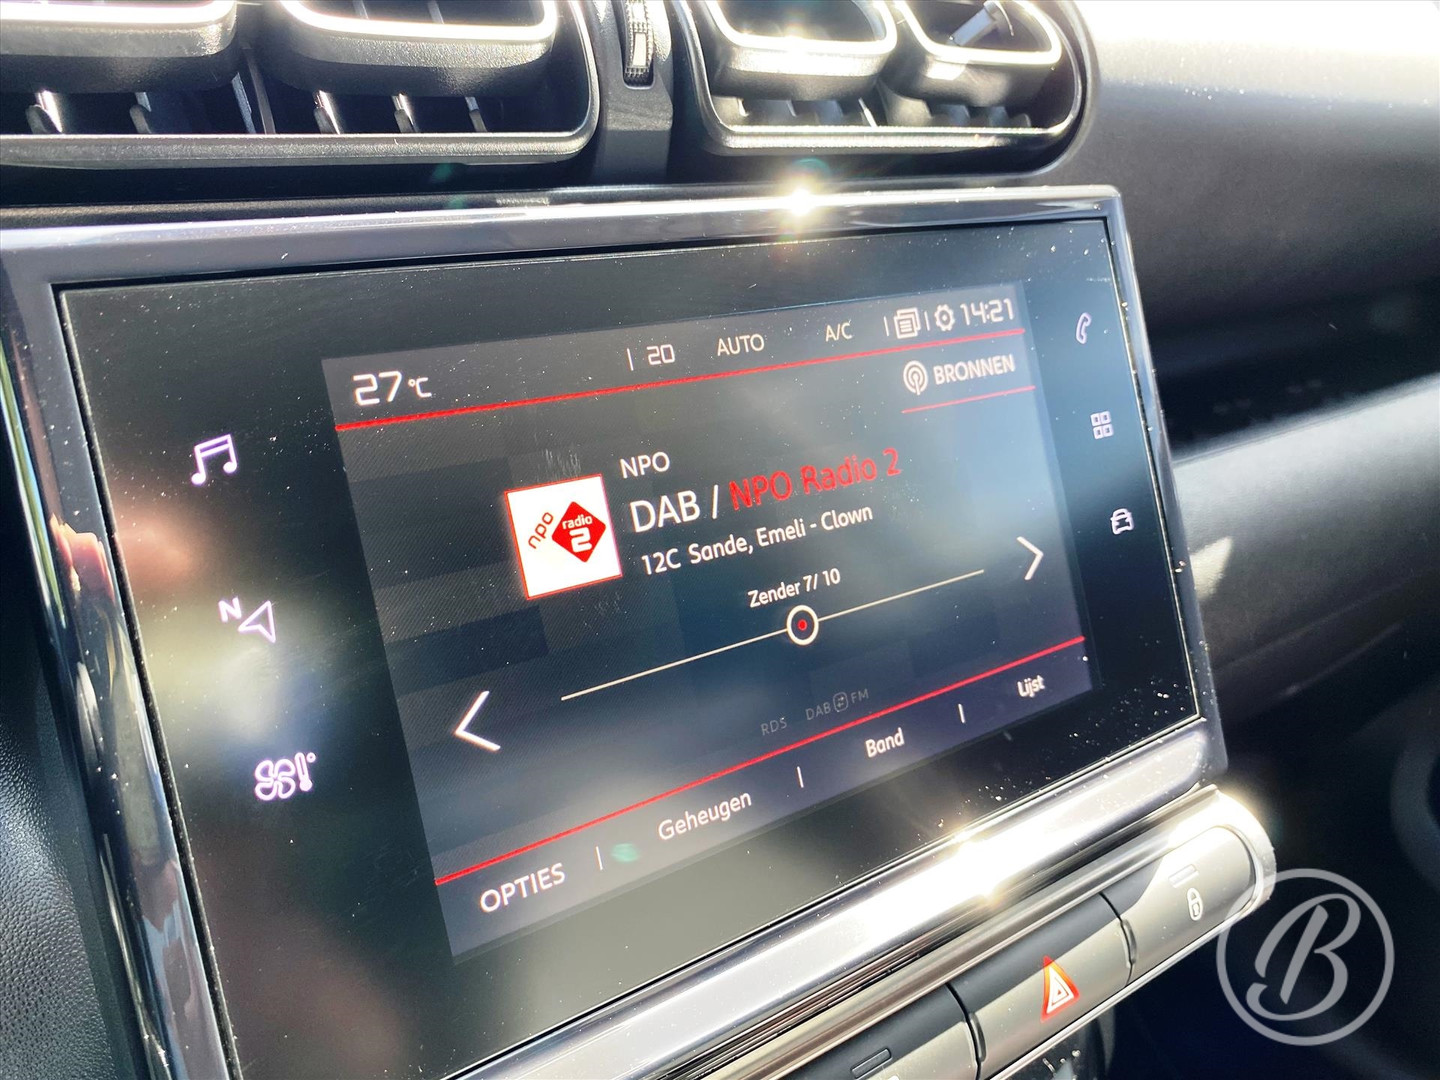 27 °C | 20 AUTO A/C | | 14:21
BRONNEN
NPO
DAB / NPO Radio 2
npo radio 2
12C Sande, Emeli - Clown
Zender 7/ 10
RDS DAB FM
OPTIES | Geheugen | Band | Lijst
N
B